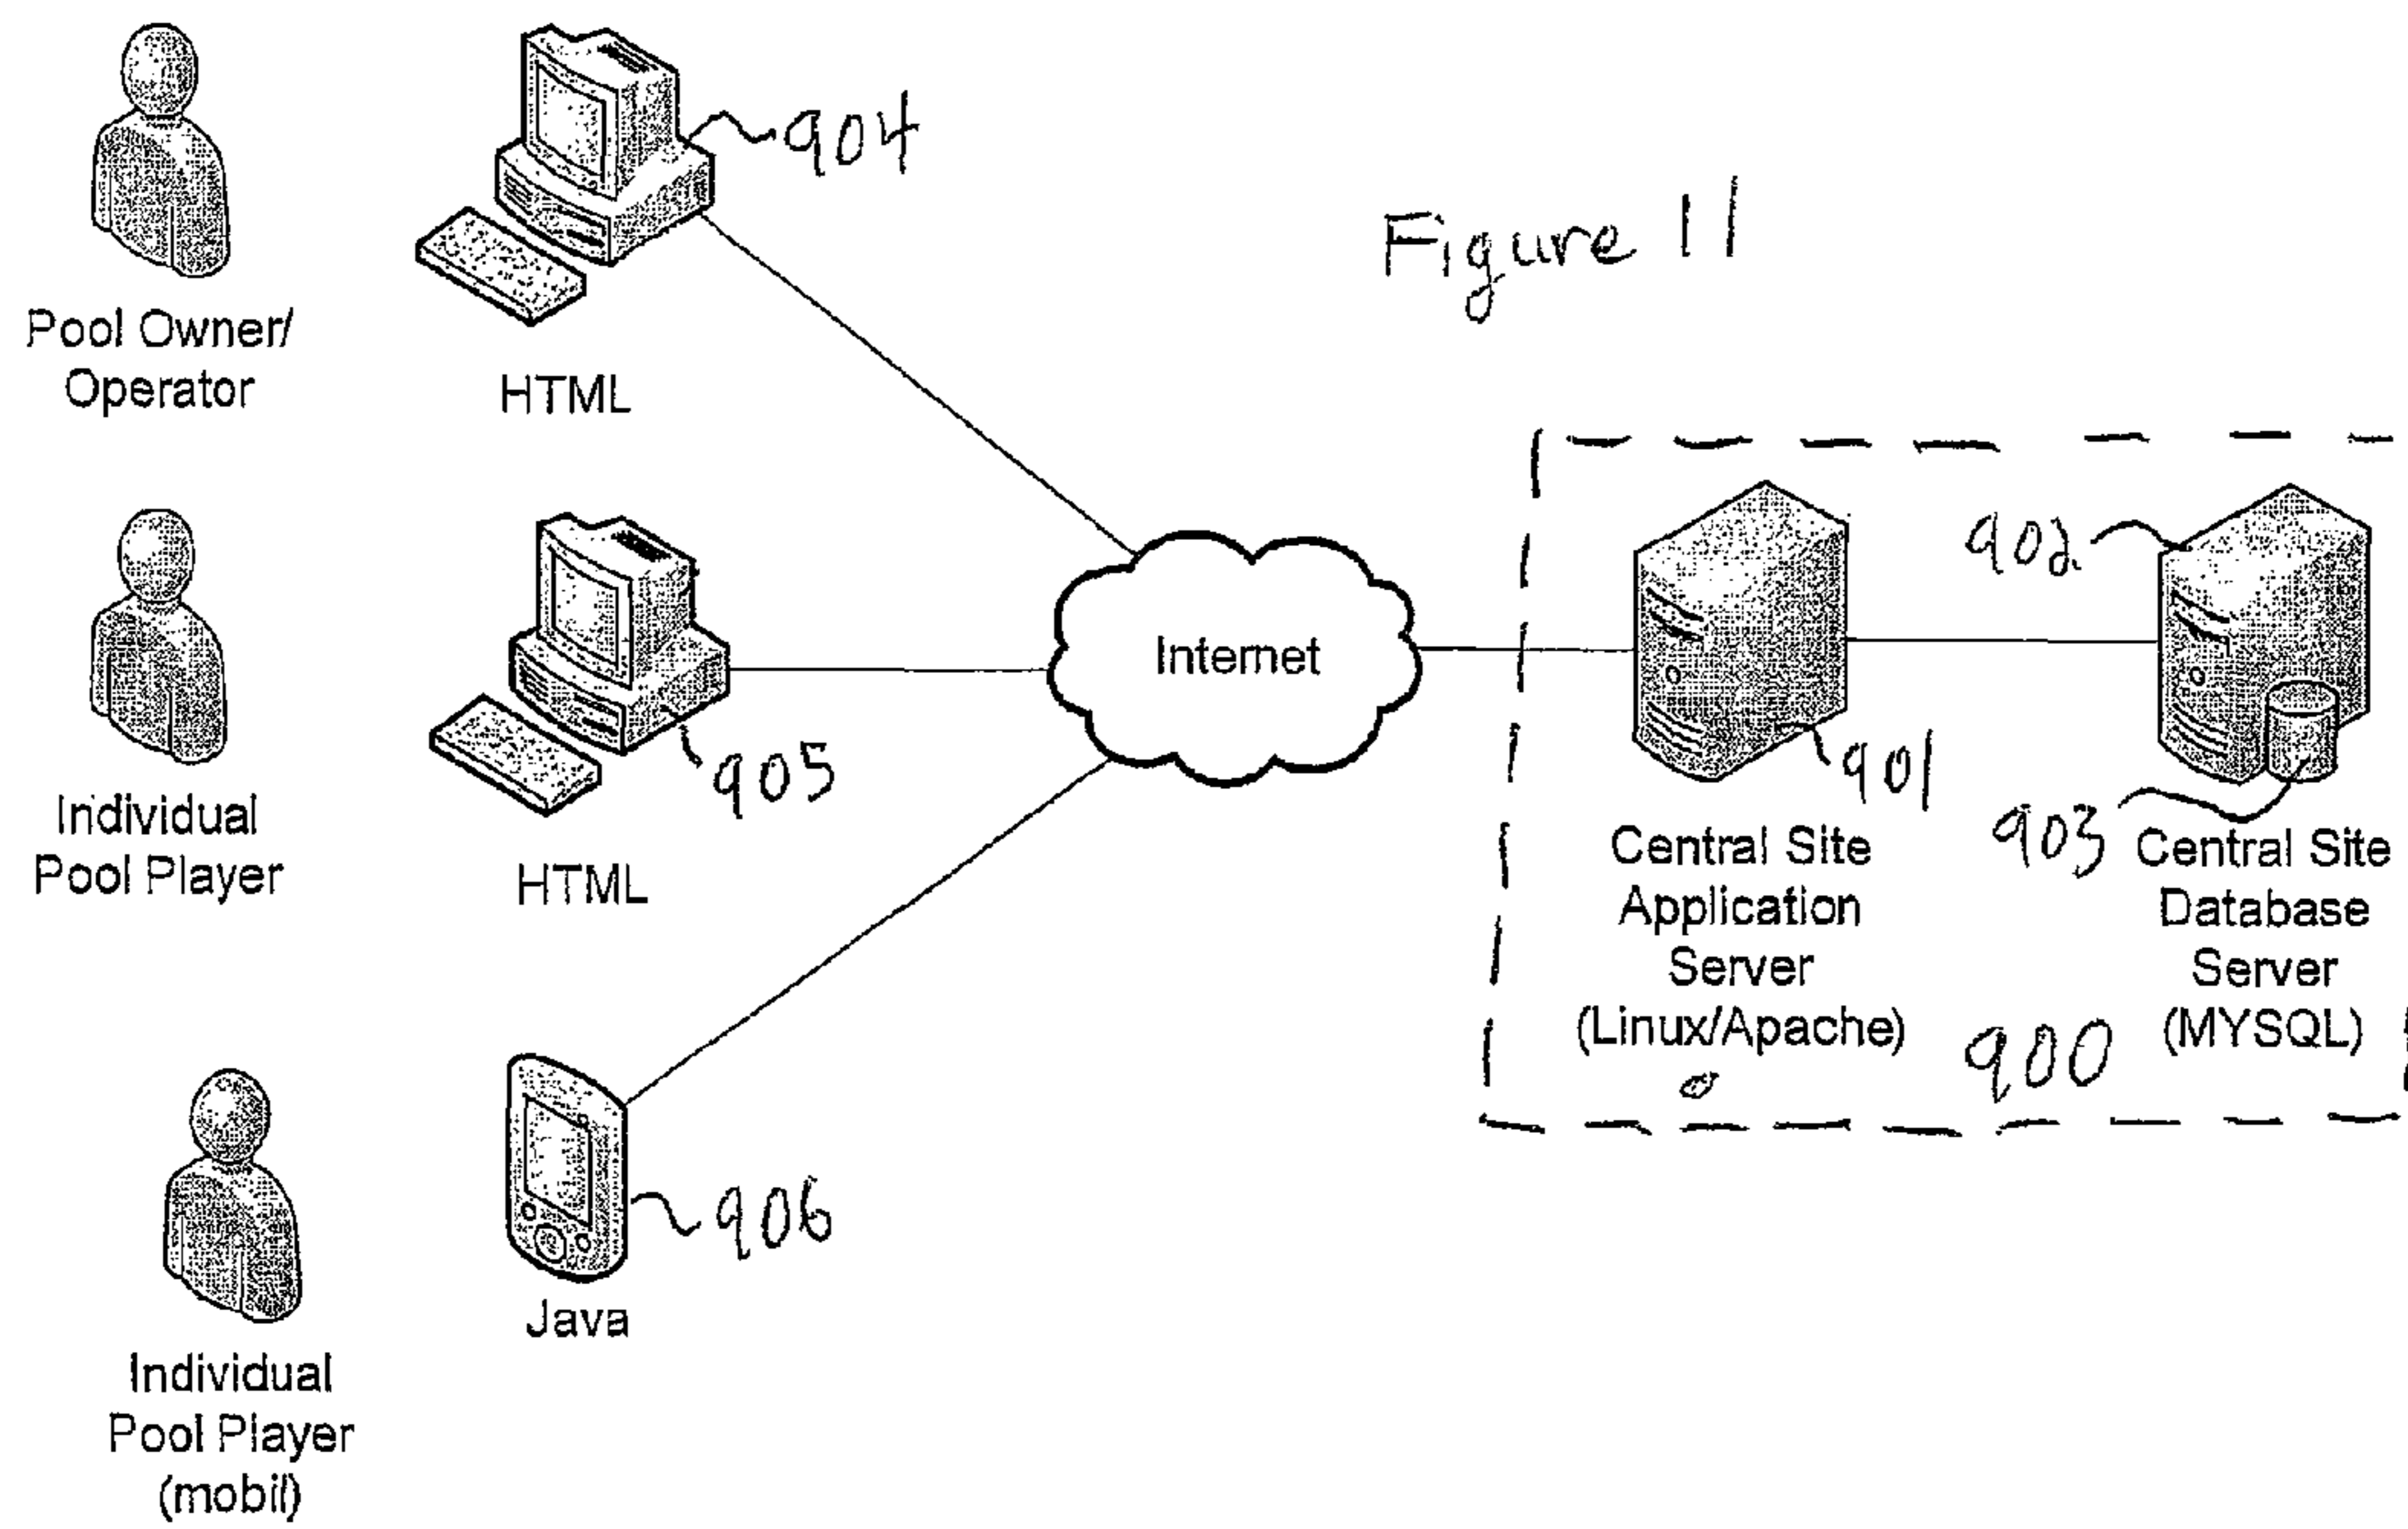 Pool Owner/
Operator
HTML
904
Figure 11
Individual
Pool Player
HTML
905
Internet
902
901
903
Central Site
Application
Server
(Linux/Apache)
Central Site
Database
Server
(MYSQL)
900
906
Java
Individual
Pool Player
(mobil)